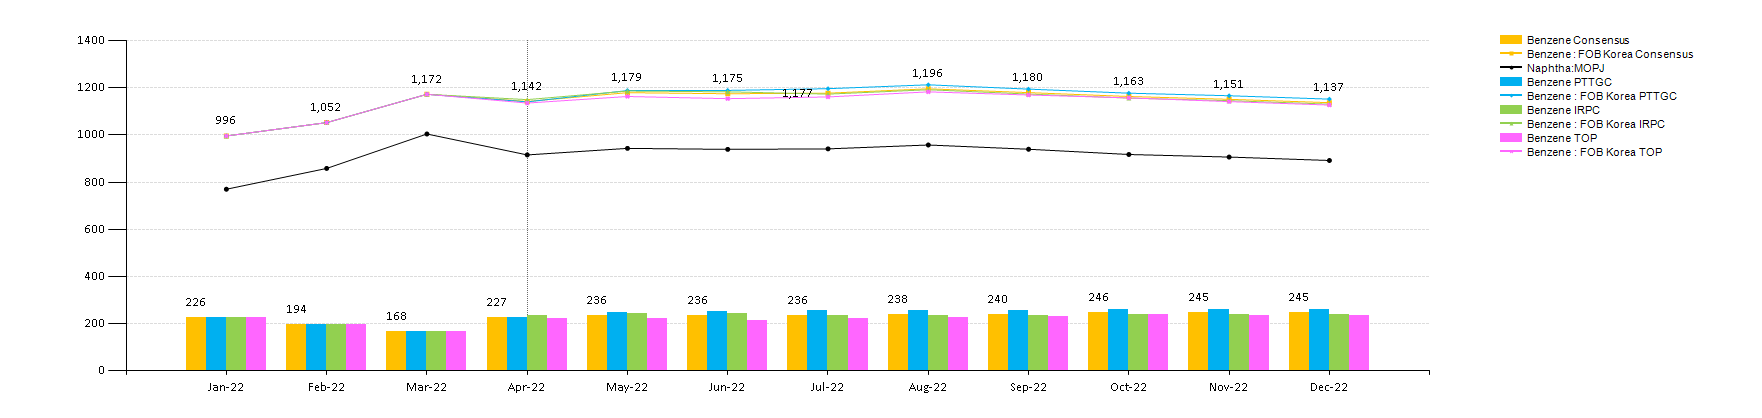 1400
1200
1000
800
600
400
200
0
996
1,052
1,172
1,142
1,179
1,175
1,177
1,196
1,180
1,163
1,151
1,137
226
194
168
227
236
236
236
238
240
246
245
245
Jan-22
Feb-22
Mar-22
Apr-22
May-22
Jun-22
Jul-22
Aug-22
Sep-22
Oct-22
Nov-22
Dec-22
Benzene Consensus
Benzene : FOB Korea Consensus
Naphtha:MOPJ
Benzene PTTGC
Benzene : FOB Korea PTTGC
Benzene IRPC
Benzene : FOB Korea IRPC
Benzene TOP
Benzene : FOB Korea TOP